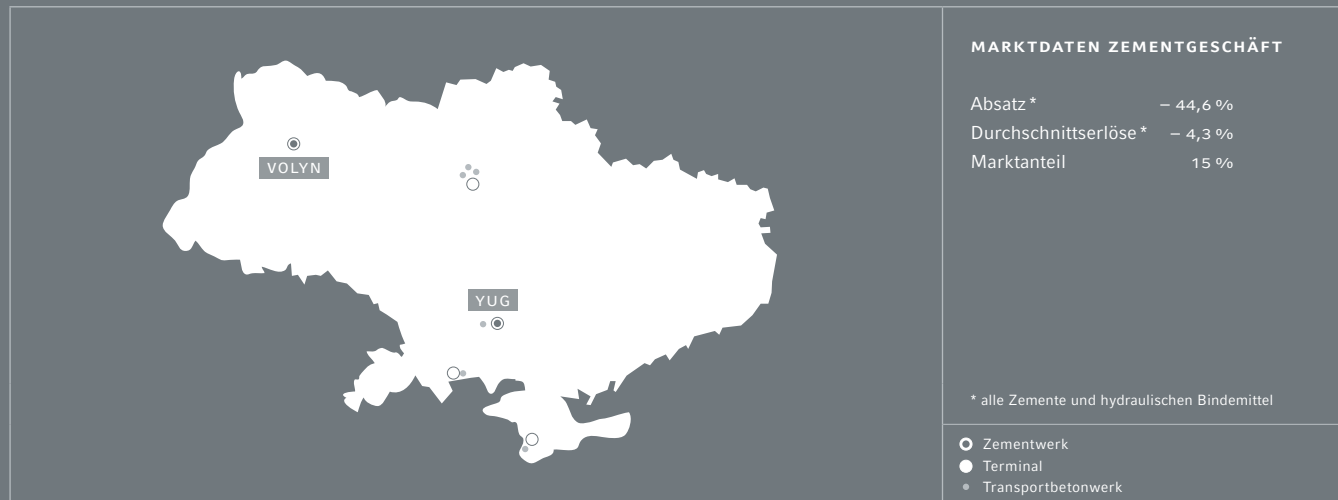 VOLYN
YUG
MARKTDATEN ZEMENTGESCHÄFT
Absatz * – 44,6 %
Durchschnittserlöse * – 4,3 %
Marktanteil 15 %
* alle Zemente und hydraulischen Bindemittel
Zementwerk
Terminal
Transportbetonwerk